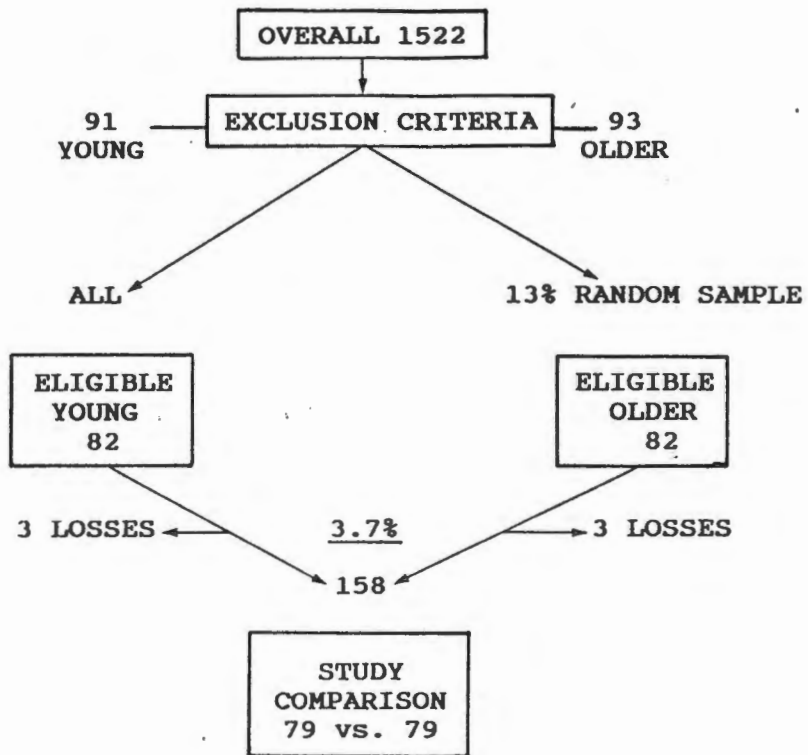 OVERALL 1522
91
YOUNG
EXCLUSION CRITERIA
93
OLDER
ALL
13% RANDOM SAMPLE
ELIGIBLE
YOUNG
82
ELIGIBLE
OLDER
82
3 LOSSES
3.7%
3 LOSSES
158
STUDY
COMPARISON
79 vs. 79